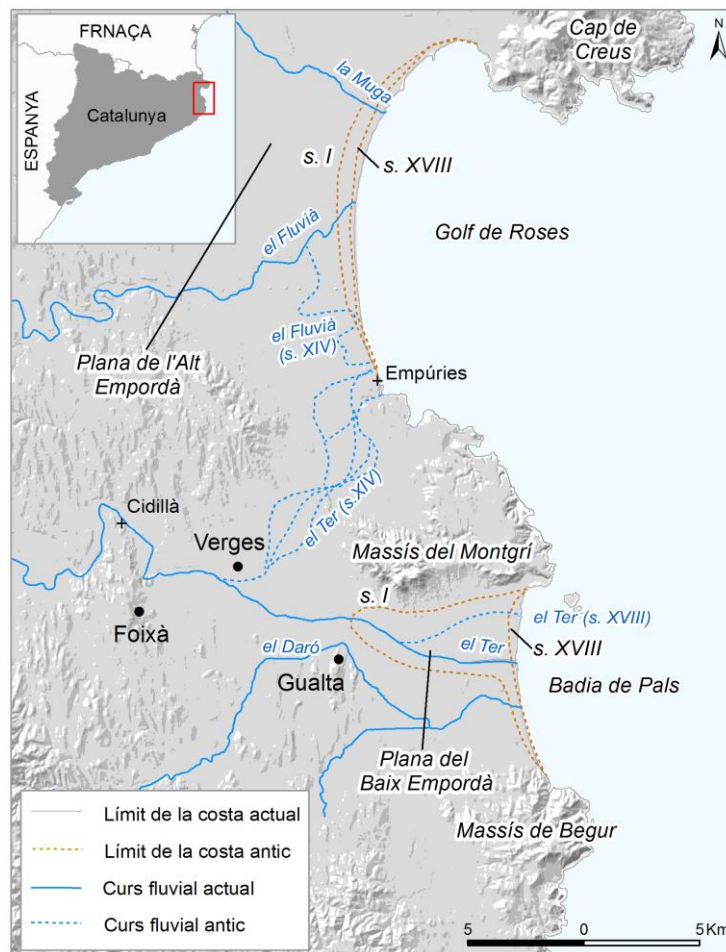 FRNAÇA
ESPANYA
Catalunya
Cap de
Creus
N
la Muga
s. I
s. XVIII
Golf de Roses
el Fluvià
el Fluvià
(s. XIV)
Plana de l'Alt
Empordà
Empúries
el Ter (s.XIV)
Cidillà
Verges
Massís del Montgrí
s. I
Foixà
el Ter (s. XVIII)
s. XVIII
el Daró
el Ter
Gualta
Badia de Pals
Plana del
Baix Empordà
Massís de Begur
Límit de la costa actual
Límit de la costa antic
Curs fluvial actual
Curs fluvial antic
5 0 5 Km